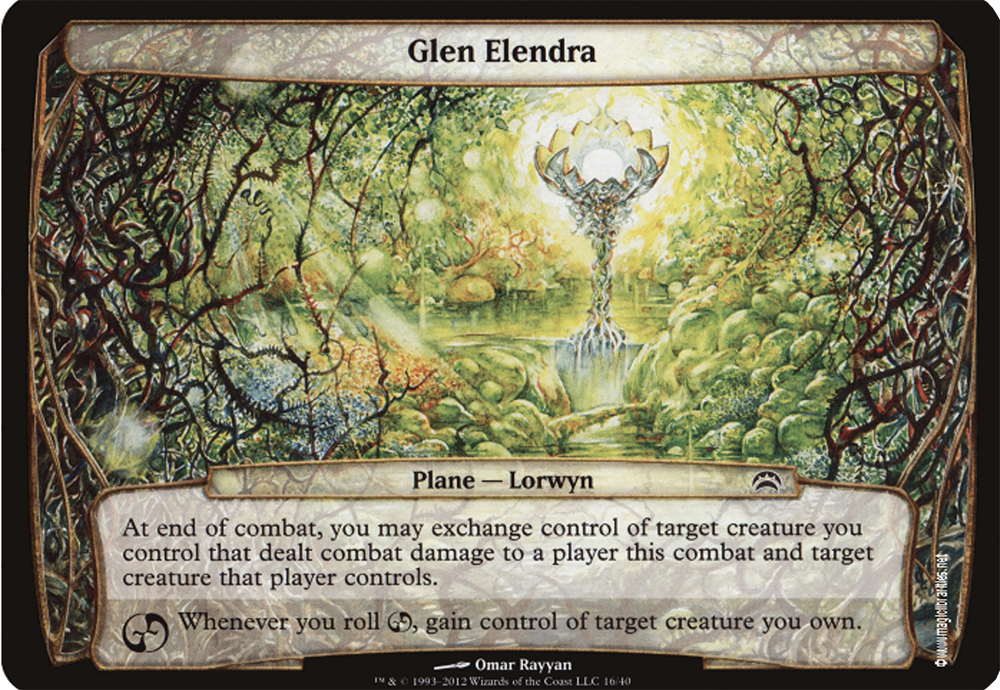 Glen Elendra
Plane — Lorwyn
At end of combat, you may exchange control of target creature you
control that dealt combat damage to a player this combat and target
creature that player controls.
Whenever you roll , gain control of target creature you own.
Omar Rayyan
™ & © 1993–2012 Wizards of the Coast LLC 16/40
©www.magiclibrarities.net